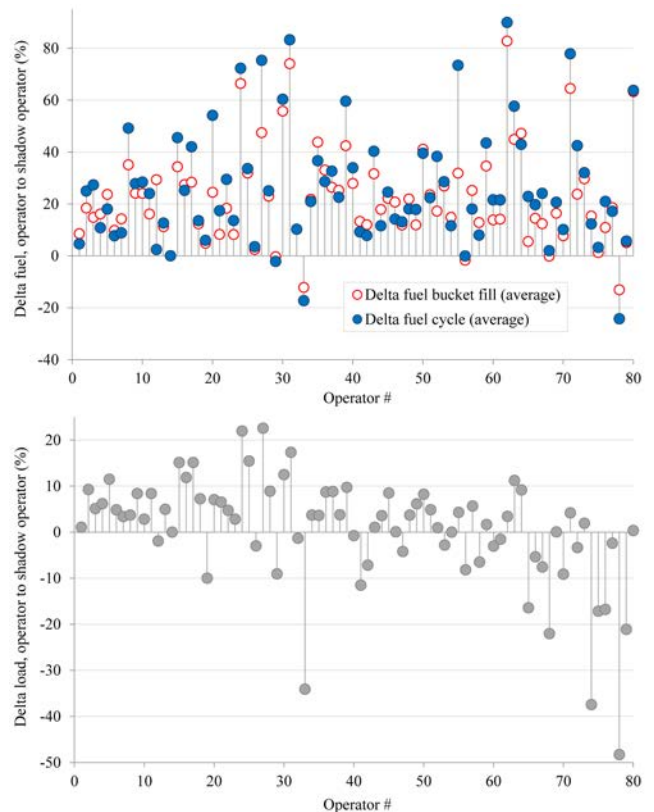 Delta fuel, operator to shadow operator (%)
80
60
40
20
0
-20
-40
Delta fuel bucket fill (average)
Delta fuel cycle (average)
0 10 20 30 40 50 60 70 80
Operator #
Delta load, operator to shadow operator (%)
20
10
0
-10
-20
-30
-40
-50
0 10 20 30 40 50 60 70 80
Operator #